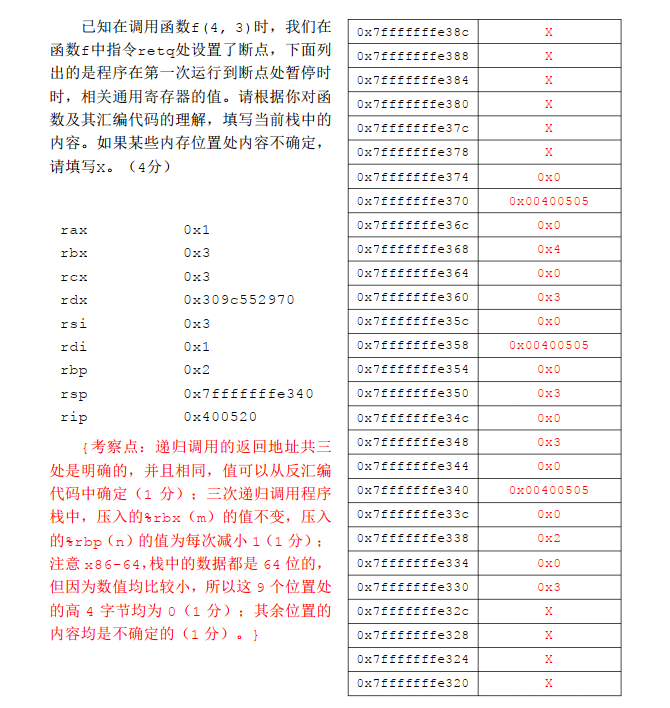 已知在调用函数f(4, 3)时，我们在
函数f中指令retq处设置了断点，下面列
出的是程序在第一次运行到断点处暂停时
时，相关通用寄存器的值。请根据你对函
数及其汇编代码的理解，填写当前栈中的
内容。如果某些内存位置处内容不确定，
请填写X。（4分）
rax 0x1
rbx 0x3
rcx 0x3
rdx 0x309c552970
rsi 0x3
rdi 0x1
rbp 0x2
rsp 0x7fffffffe340
rip 0x400520
{考察点：递归调用的返回地址共三
处是明确的，并且相同，值可以从反汇编
代码中确定（1 分）；三次递归调用程序
栈中，压入的%rbx（m）的值不变，压入
的%rbp（n）的值为每次减小 1（1 分）；
注意 x86-64，栈中的数据都是 64 位的，
但因为数值均比较小，所以这 9 个位置处
的高 4 字节均为 0（1 分）；其余位置的
内容均是不确定的（1 分）。}
0x7fffffffe38c X
0x7fffffffe388 X
0x7fffffffe384 X
0x7fffffffe380 X
0x7fffffffe37c X
0x7fffffffe378 X
0x7fffffffe374 0x0
0x7fffffffe370 0x00400505
0x7fffffffe36c 0x0
0x7fffffffe368 0x4
0x7fffffffe364 0x0
0x7fffffffe360 0x3
0x7fffffffe35c 0x0
0x7fffffffe358 0x00400505
0x7fffffffe354 0x0
0x7fffffffe350 0x3
0x7fffffffe34c 0x0
0x7fffffffe348 0x3
0x7fffffffe344 0x0
0x7fffffffe340 0x00400505
0x7fffffffe33c 0x0
0x7fffffffe338 0x2
0x7fffffffe334 0x0
0x7fffffffe330 0x3
0x7fffffffe32c X
0x7fffffffe328 X
0x7fffffffe324 X
0x7fffffffe320 X